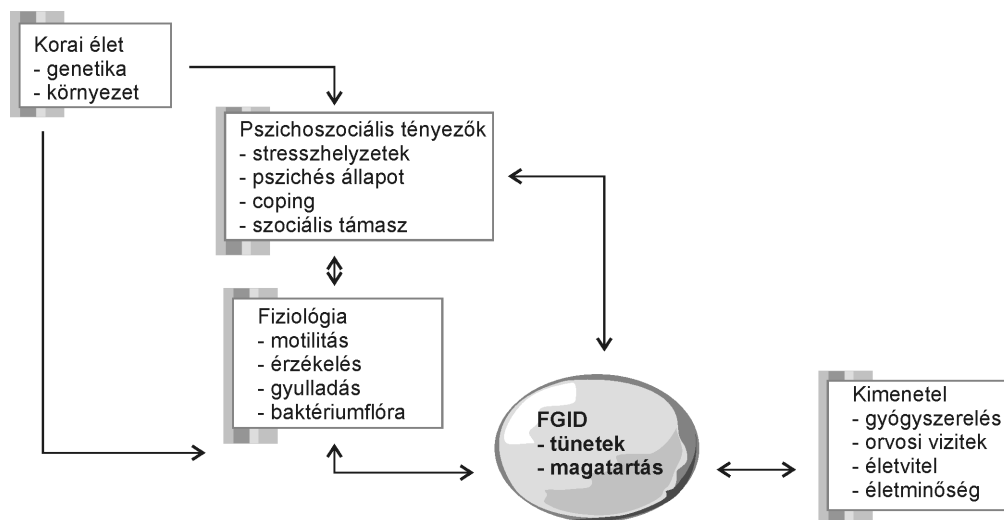 Korai élet
- genetika
- környezet
Pszichoszociális tényezők
- stresszhelyzetek
- pszichés állapot
- coping
- szociális támasz
Fiziológia
- motilitás
- érzékelés
- gyulladás
- baktériumflóra
FGID
- tünetek
- magatartás
Kimenetel
- gyógyszerelés
- orvosi vizitek
- életvitel
- életminőség